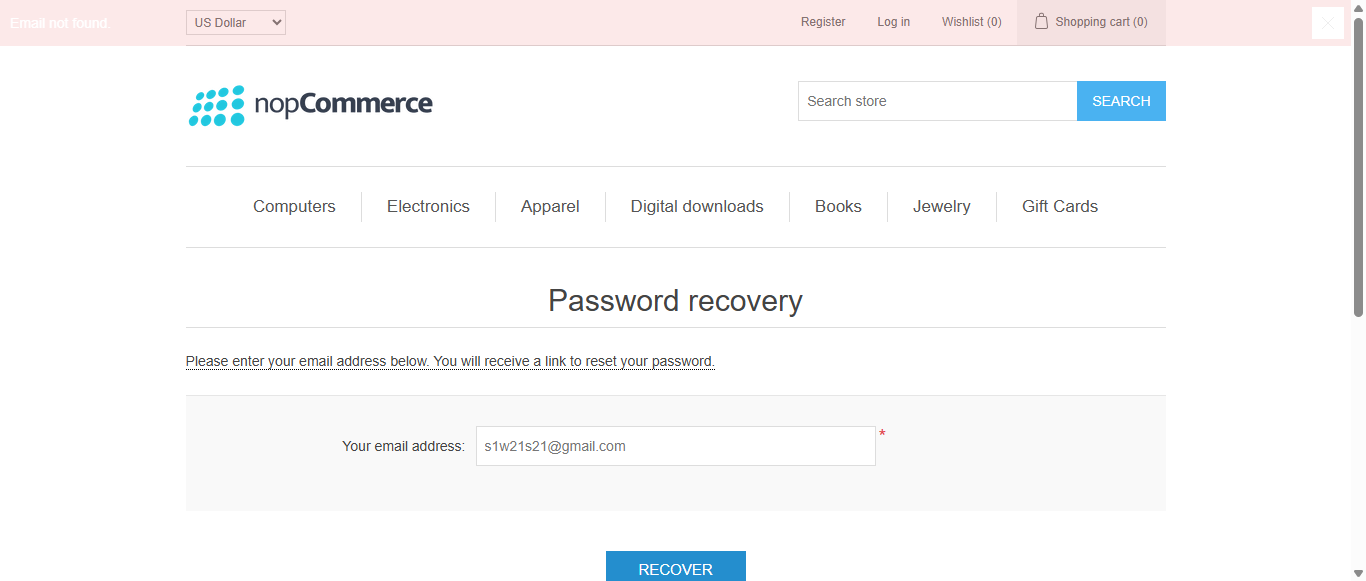 Email not found.
US Dollar
Register Log in Wishlist (0) Shopping cart (0)
nopCommerce
Search store SEARCH
Computers Electronics Apparel Digital downloads Books Jewelry Gift Cards
Password recovery
Please enter your email address below. You will receive a link to reset your password.
Your email address: s1w21s21@gmail.com *
RECOVER